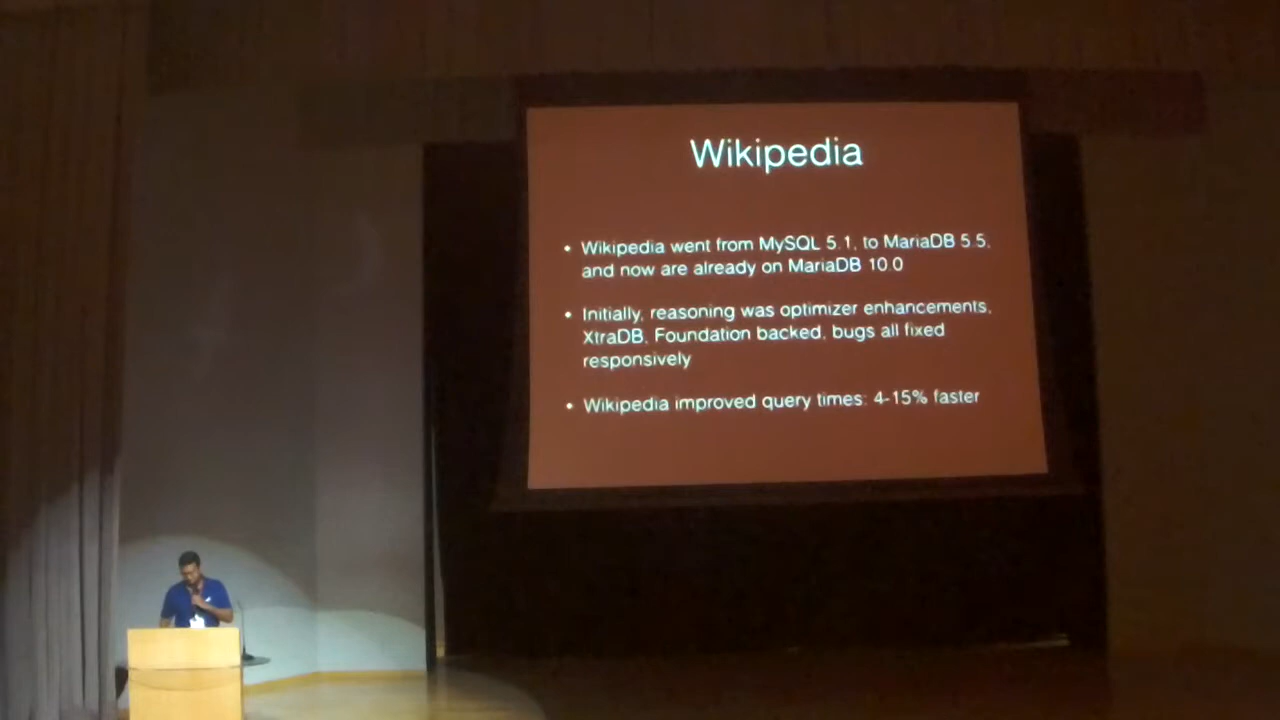 Wikipedia
• Wikipedia went from MySQL 5.1, to MariaDB 5.5,
and now are already on MariaDB 10.0
• Initially, reasoning was optimizer enhancements,
XtraDB, Foundation backed, bugs all fixed
responsively
• Wikipedia improved query times: 4-15% faster